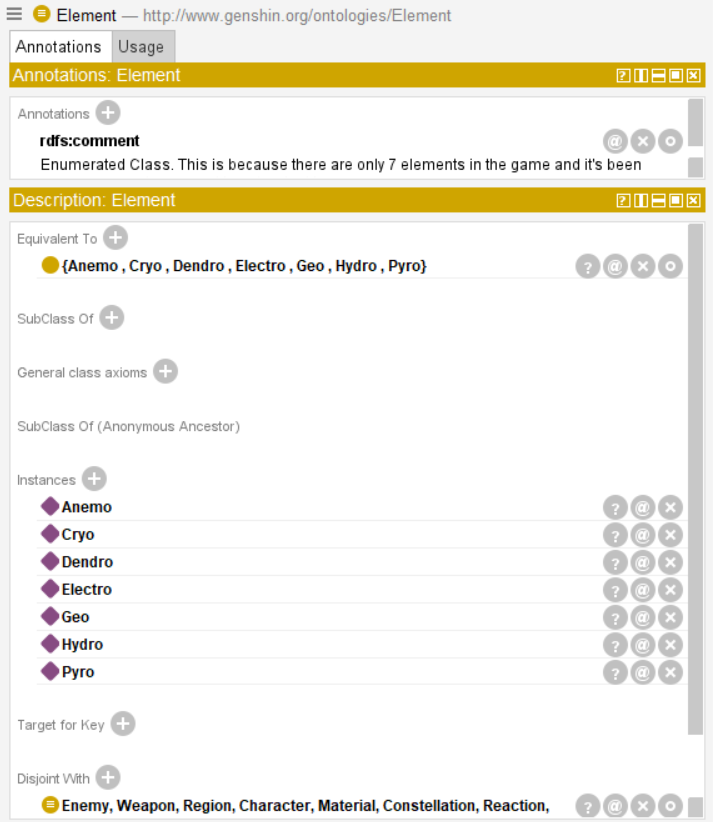 Element — http://www.genshin.org/ontologies/Element
Annotations Usage
Annotations: Element
Annotations
rdfs:comment
Enumerated Class. This is because there are only 7 elements in the game and it's been
Description: Element
Equivalent To
{Anemo , Cryo , Dendro , Electro , Geo , Hydro , Pyro}
SubClass Of
General class axioms
SubClass Of (Anonymous Ancestor)
Instances
Anemo
Cryo
Dendro
Electro
Geo
Hydro
Pyro
Target for Key
Disjoint With
Enemy, Weapon, Region, Character, Material, Constellation, Reaction,